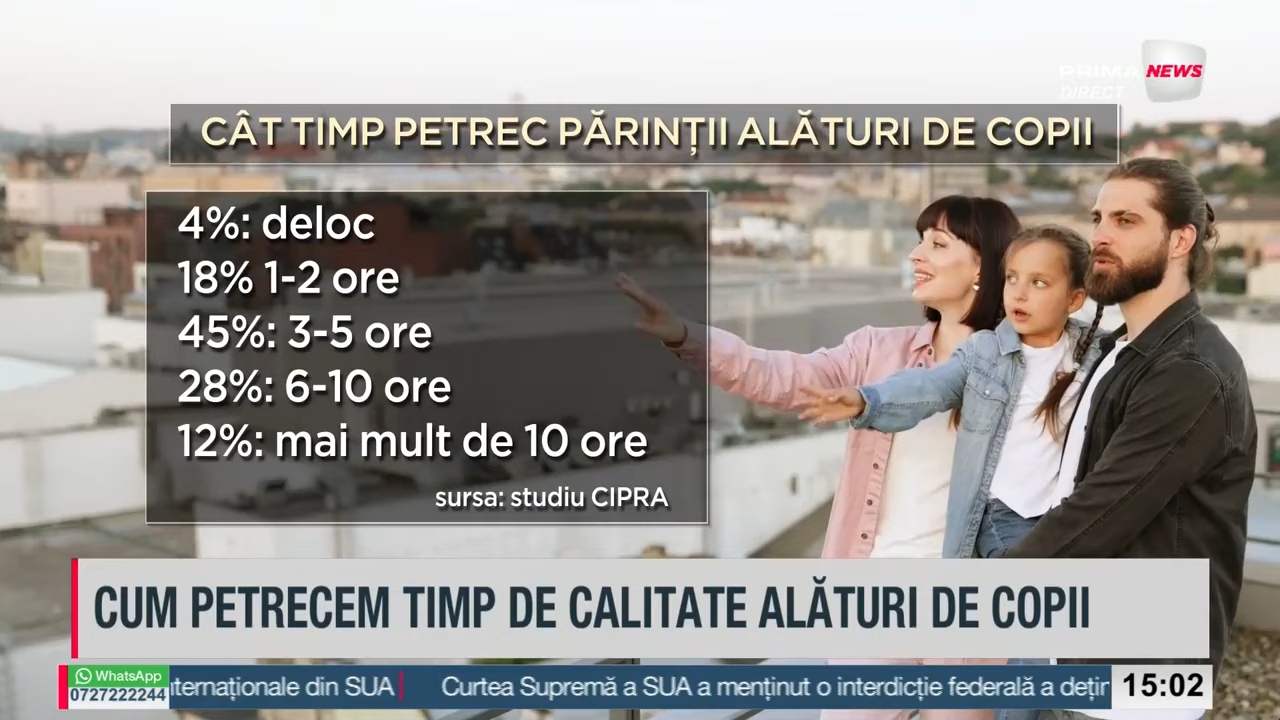 PRIMA NEWS
DIRECT
CÂT TIMP PETREC PĂRINȚII ALĂTURI DE COPII
4%: deloc
18% 1-2 ore
45%: 3-5 ore
28%: 6-10 ore
12%: mai mult de 10 ore
sursa: studiu CIPRA
CUM PETRECEM TIMP DE CALITATE ALĂTURI DE COPII
WhatsApp
0727222244
ternaționale din SUA | Curtea Supremă a SUA a menținut o interdicție federală a dețin
15:02